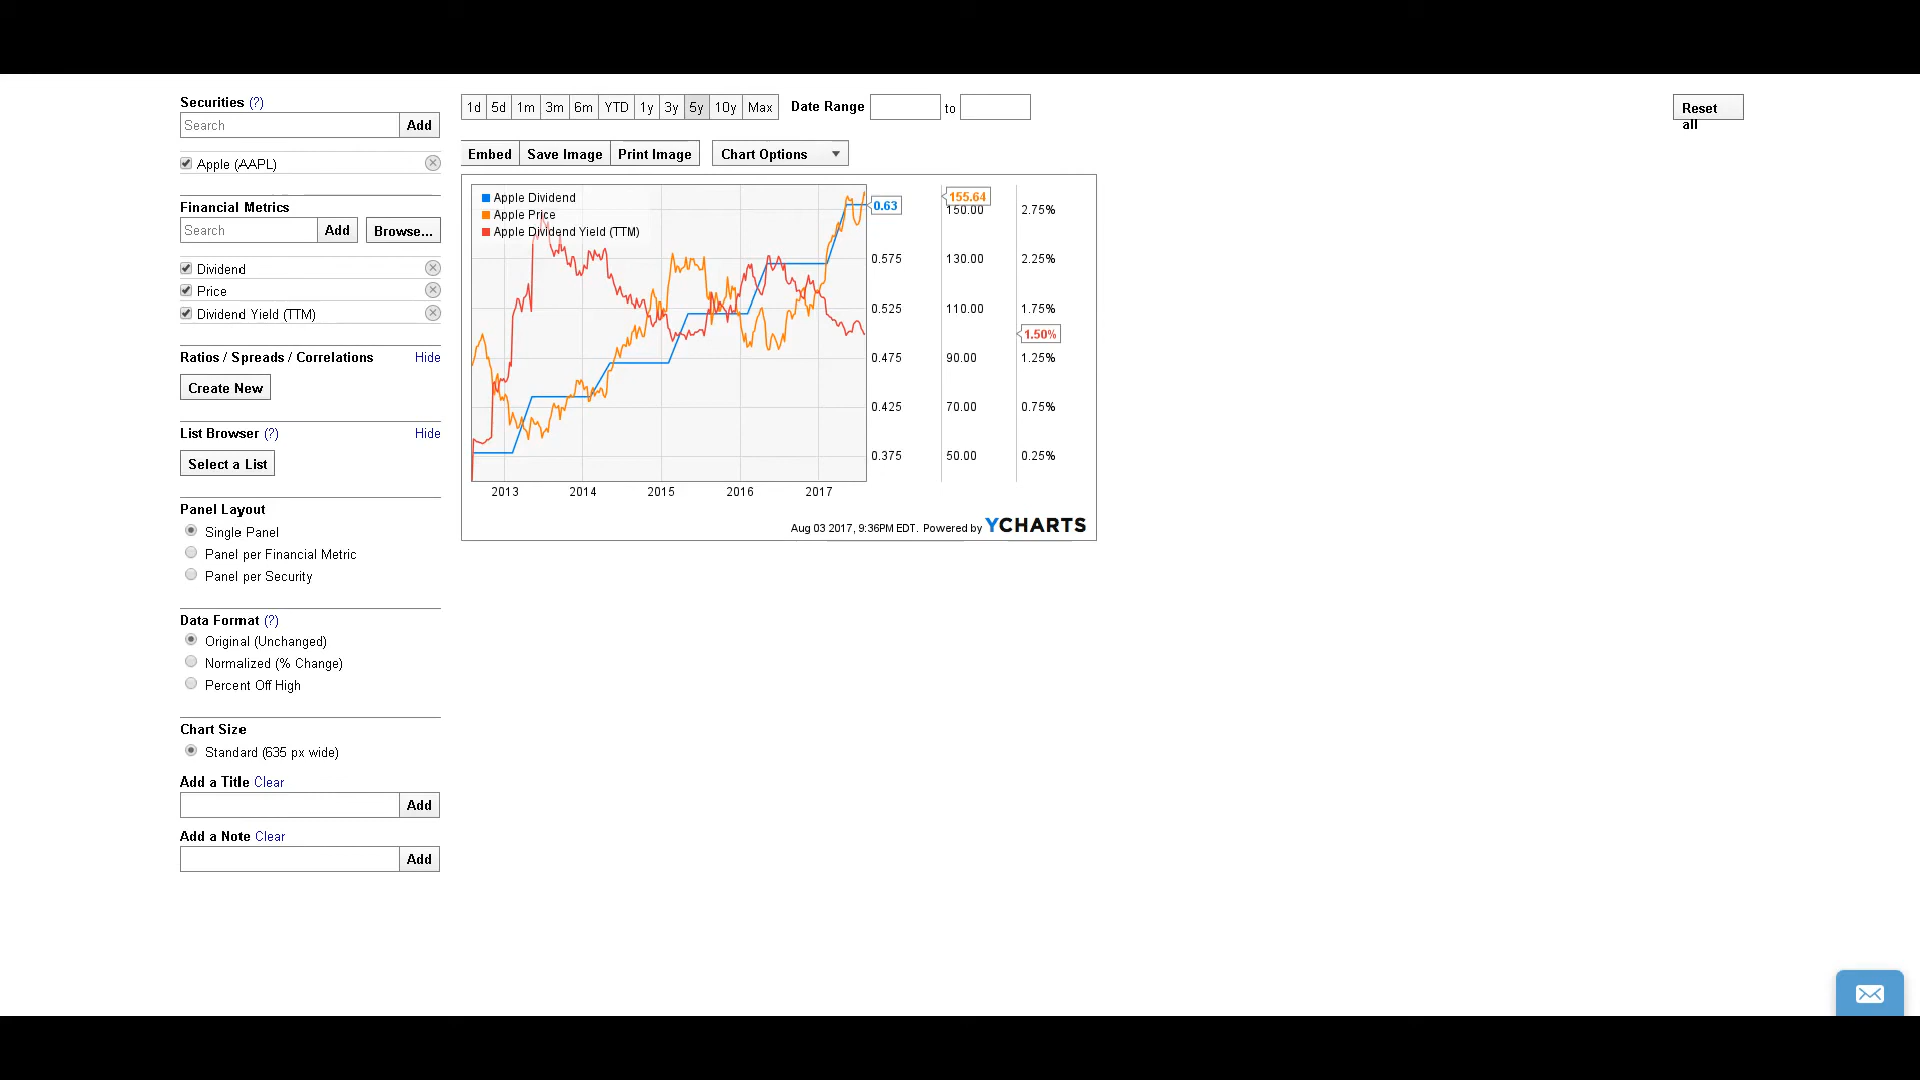 Securities (?)
Search Add
Apple (AAPL)
Financial Metrics
Search Add Browse...
Dividend
Price
Dividend Yield (TTM)
Ratios / Spreads / Correlations Hide
Create New
List Browser (?) Hide
Select a List
Panel Layout
Single Panel
Panel per Financial Metric
Panel per Security
Data Format (?)
Original (Unchanged)
Normalized (% Change)
Percent Off High
Chart Size
Standard (635 px wide)
Add a Title Clear
Add
Add a Note Clear
Add
1d 5d 1m 3m 6m YTD 1y 3y 5y 10y Max Date Range to
Reset
all
Embed Save Image Print Image Chart Options
Apple Dividend
Apple Price
Apple Dividend Yield (TTM)
0.63 155.64
150.00 2.75%
0.575 130.00 2.25%
0.525 110.00 1.75%
1.50%
0.475 90.00 1.25%
0.425 70.00 0.75%
0.375 50.00 0.25%
2013 2014 2015 2016 2017
Aug 03 2017, 9:36PM EDT. Powered by YCHARTS